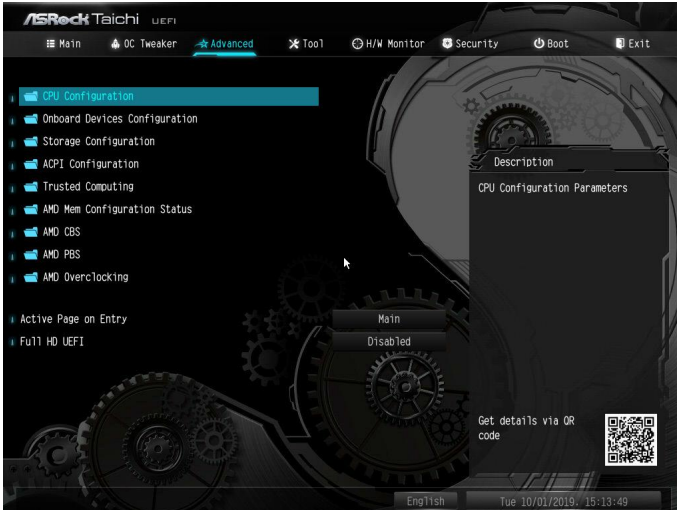 ASRock Taichi UEFI
Main OC Tweaker Advanced Tool H/W Monitor Security Boot Exit
CPU Configuration
Onboard Devices Configuration
Storage Configuration
ACPI Configuration
Trusted Computing
AMD Mem Configuration Status
AMD CBS
AMD PBS
AMD Overclocking
Active Page on Entry Main
Full HD UEFI Disabled
Description
CPU Configuration Parameters
Get details via QR
code
English Tue 10/01/2019. 15:13:49